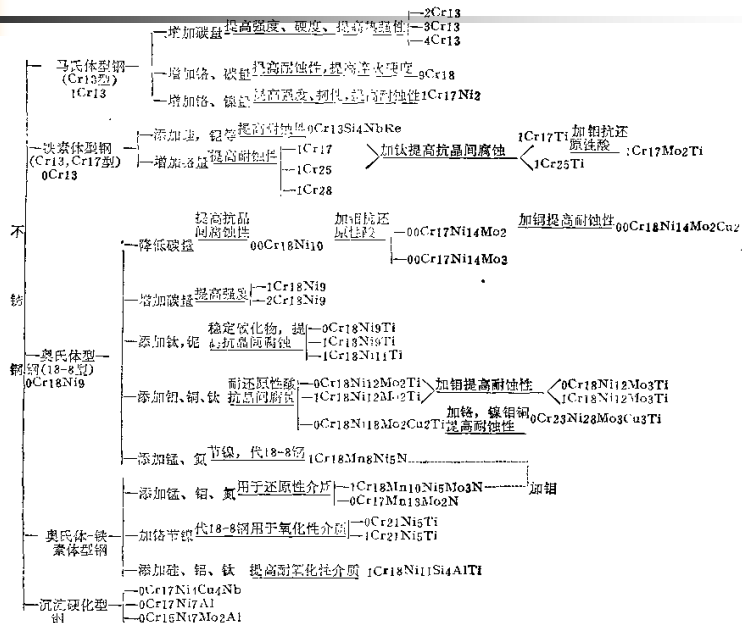 不锈钢
马氏体型钢
(Cr13型)
1Cr13
增加碳量 提高强度、硬度、提高热强性
2Cr13
3Cr13
4Cr13
增加铬、碳量 提高耐蚀性,提高淬火硬度 9Cr18
增加铬、镍量 提高强度、韧性,提高耐蚀性 1Cr17Ni2
铁素体型钢
(Cr13,Cr17型)
0Cr13
添加硅,铌等 提高耐蚀性 0Cr13Si4NbRe
增加铬量 提高耐蚀性
1Cr17
1Cr25
1Cr28
加钛提高抗晶间腐蚀
1Cr17Ti
1Cr25Ti
加钼抗还
原性酸
1Cr17Mo2Ti
奥氏体型
钢(18-8型)
0Cr18Ni9
降低碳量
提高抗晶
间腐蚀性
00Cr18Ni10
加钼抗还
原性酸
00Cr17Ni14Mo2
00Cr17Ni14Mo3
加铜提高耐蚀性 00Cr18Ni14Mo2Cu2
增加碳量 提高强度
1Cr18Ni9
2Cr18Ni9
添加钛,铌
稳定碳化物,提
高抗晶间腐蚀
0Cr18Ni9Ti
1Cr18Ni9Ti
1Cr18Ni11Ti
添加钼、铜、钛
耐还原性酸
抗晶间腐蚀
0Cr18Ni12Mo2Ti
1Cr18Ni12Mo2Ti
加钼提高耐蚀性
0Cr18Ni12Mo3Ti
1Cr18Ni12Mo3Ti
0Cr18Ni18Mo2Cu2Ti
加铬,镍钼铜
提高耐蚀性
0Cr23Ni28Mo3Cu3Ti
添加锰、氮 节镍,代18-8钢 1Cr18Mn8Ni5N
加钼
奥氏体-铁
素体型钢
添加锰、钼、氮 用于还原性介质
1Cr18Mn10Ni5Mo3N
0Cr17Mn13Mo2N
加铬节镍 代18-8钢用于氧化性介质
0Cr21Ni5Ti
1Cr21Ni5Ti
添加硅、铝、钛 提高耐氧化性介质 1Cr18Ni11Si4AlTi
沉淀硬化型
钢
0Cr17Ni4Cu4Nb
0Cr17Ni7Al
0Cr15Ni7Mo2Al